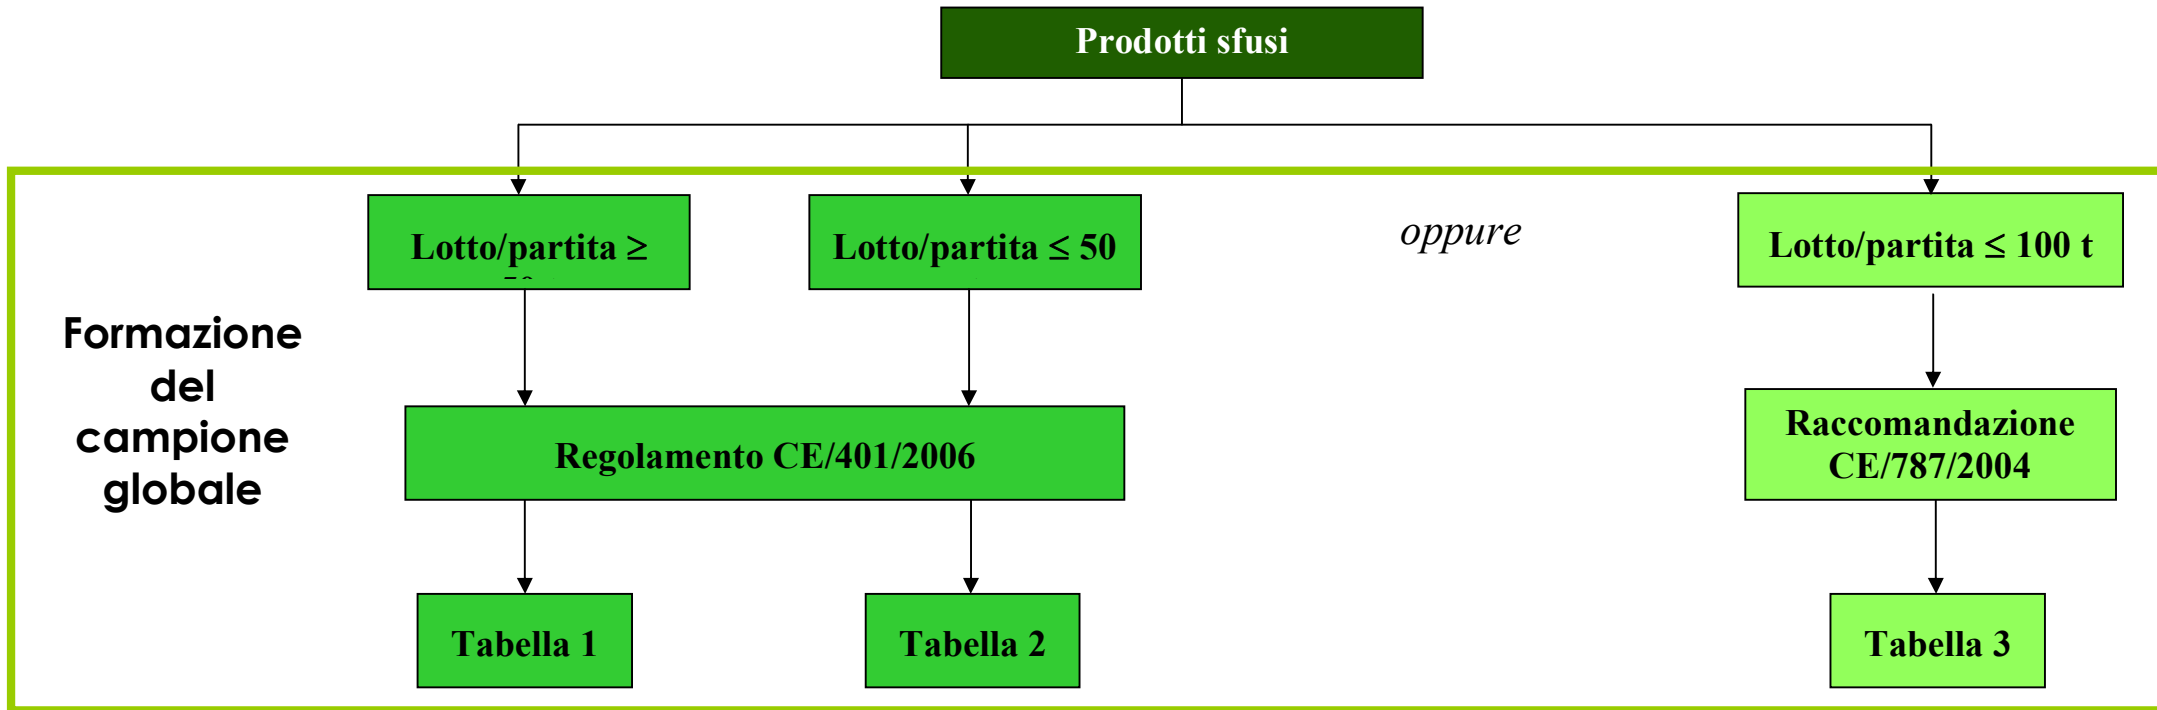 Prodotti sfusi
Lotto/partita ≥
Lotto/partita ≤ 50
oppure
Lotto/partita ≤ 100 t
Formazione
del
campione
globale
Regolamento CE/401/2006
Raccomandazione
CE/787/2004
Tabella 1
Tabella 2
Tabella 3